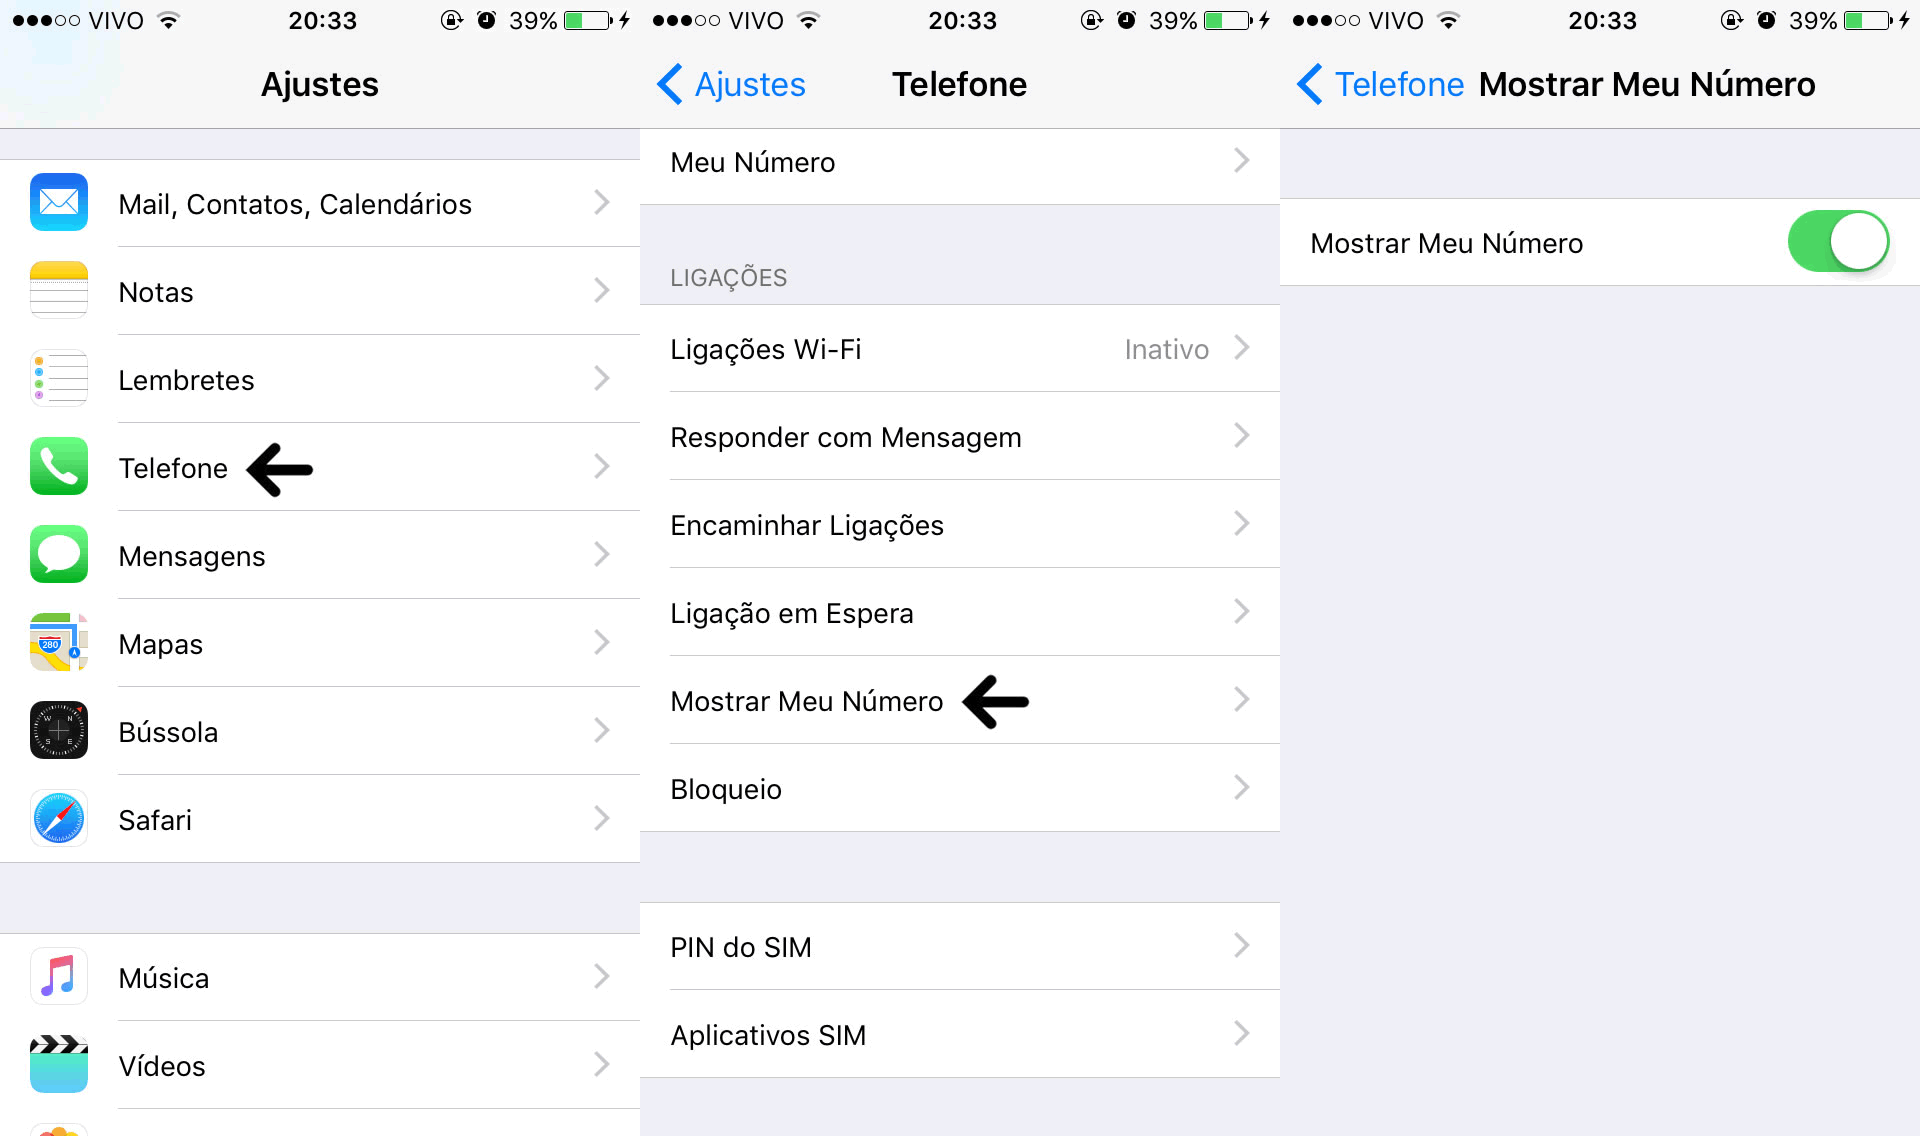 VIVO 20:33 39%
Ajustes
Mail, Contatos, Calendários
Notas
Lembretes
Telefone
Mensagens
280
Mapas
W N
S E
Bússola
Safari
Música
Vídeos
VIVO 20:33 39%
Ajustes Telefone
Meu Número
LIGAÇÕES
Ligações Wi-Fi Inativo
Responder com Mensagem
Encaminhar Ligações
Ligação em Espera
Mostrar Meu Número
Bloqueio
PIN do SIM
Aplicativos SIM
VIVO 20:33 39%
Telefone Mostrar Meu Número
Mostrar Meu Número